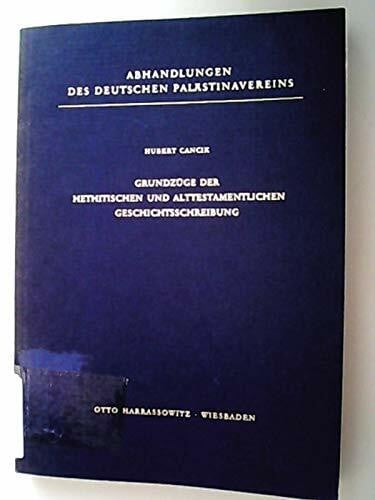 ABHANDLUNGEN
DES DEUTSCHEN PALÄSTINAVEREINS
HUBERT CANCIK
GRUNDZÜGE DER
HETHITISCHEN UND ALTTESTAMENTLICHEN
GESCHICHTSSCHREIBUNG
OTTO HARRASSOWITZ · WIESBADEN